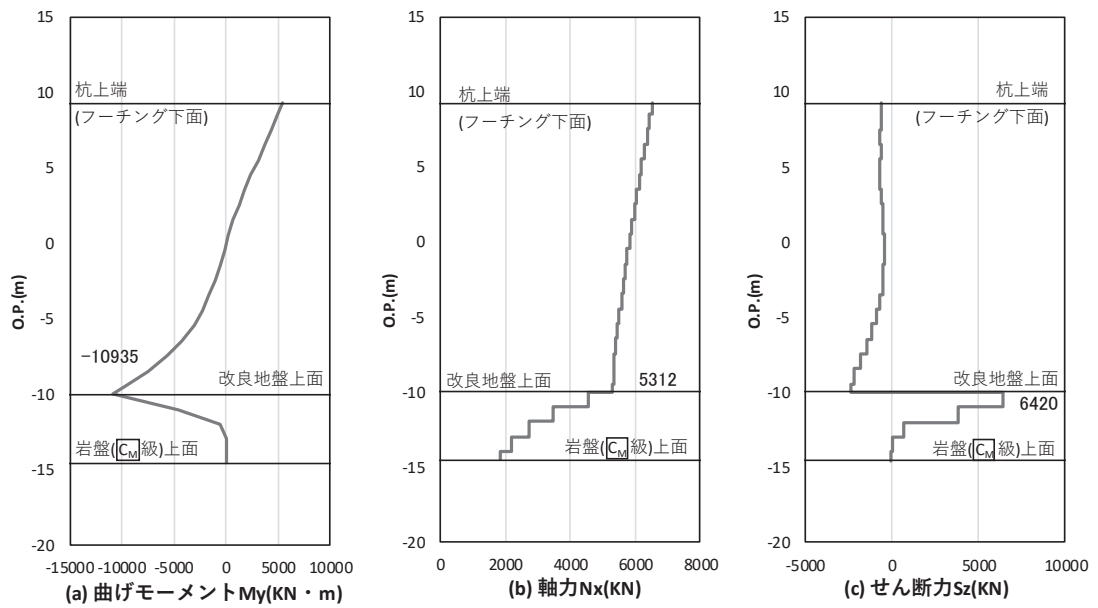 15
10
5
0
-5
-10
-15
-20
O.P.(m)
杭上端
(フーチング下面)
-10935
改良地盤上面
岩盤(CM級)上面
-15000 -10000 -5000 0 5000 10000
(a) 曲げモーメントMy(KN・m)
15
10
5
0
-5
-10
-15
-20
O.P.(m)
杭上端
(フーチング下面)
改良地盤上面
5312
岩盤(CM級)上面
0 2000 4000 6000 8000
(b) 軸力Nx(KN)
15
10
5
0
-5
-10
-15
-20
O.P.(m)
杭上端
(フーチング下面)
改良地盤上面
6420
岩盤(CM級)上面
-5000 0 5000 10000
(c) せん断力Sz(KN)